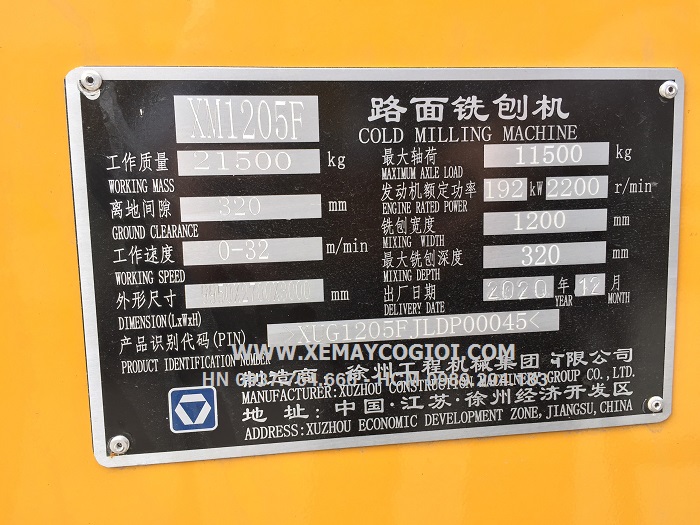 XM1205F
路面铣刨机
COLD MILLING MACHINE
工作质量 21500 kg
WORKING MASS
离地间隙 320 mm
GROUND CLEARANCE
工作速度 0-32 m/min
WORKING SPEED
外形尺寸 mm
DIMENSION(LxWxH)
最大轴荷 11500 kg
MAXIMUM AXLE LOAD
发动机额定功率 192 kW 2200 r/min
ENGINE RATED POWER
铣刨宽度 1200 mm
MIXING WIDTH
最大铣刨深度 320 mm
MIXING DEPTH
出厂日期 2020 年 12 月
DELIVERY DATE YEAR MONTH
产品识别代码(PIN) XUG1205FJLDP00045<
PRODUCT IDENTIFICATION NUMBER
WWW.XEMAYCOGIOI.COM
制造商：徐州工程机械集团有限公司
MANUFACTURER: XUZHOU CONSTRUCTION MACHINERY GROUP CO., LTD.
地 址：中国·江苏·徐州经济开发区
ADDRESS: XUZHOU ECONOMIC DEVELOPMENT ZONE, JIANGSU, CHINA